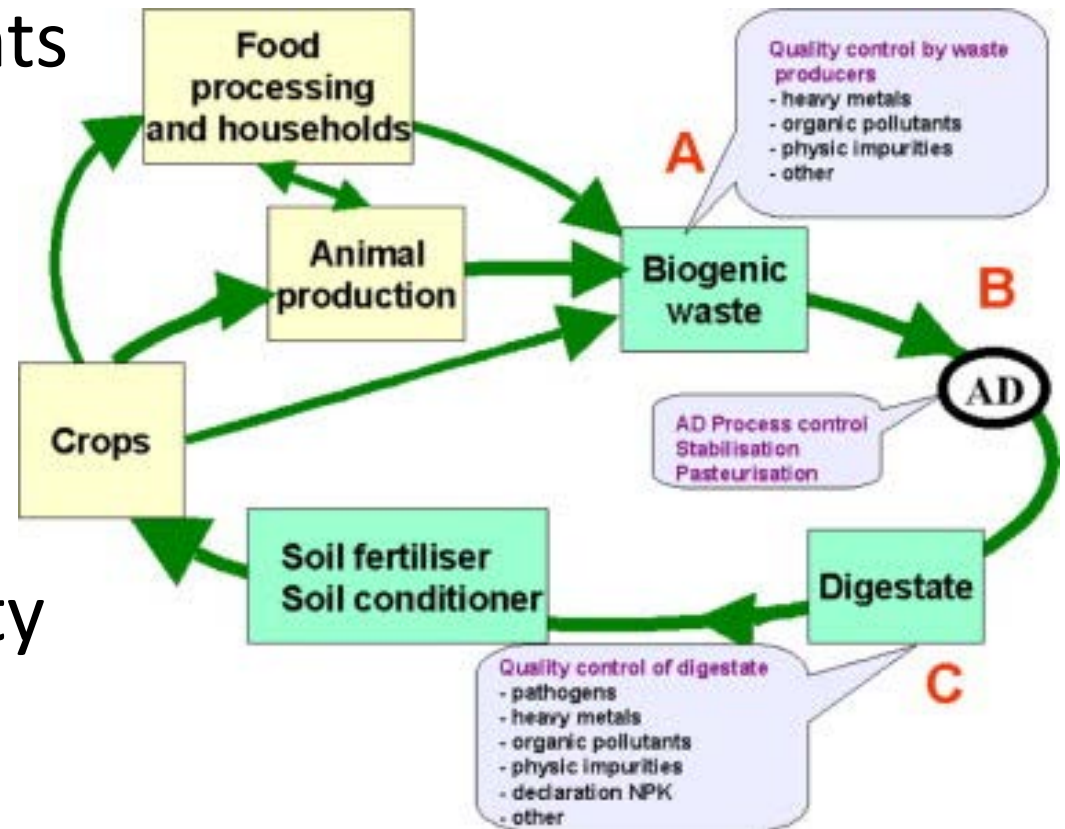 nts
Food
processing
and households
Quality control by waste
producers
- heavy metals
- organic pollutants
- physic impurities
- other
A
Animal
production
Biogenic
waste
B
AD
AD Process control
Stabilisation
Pasteurisation
Crops
Soil fertiliser
Soil conditioner
Digestate
ty
Quality control of digestate
- pathogens
- heavy metals
- organic pollutants
- physic impurities
- declaration NPK
- other
C